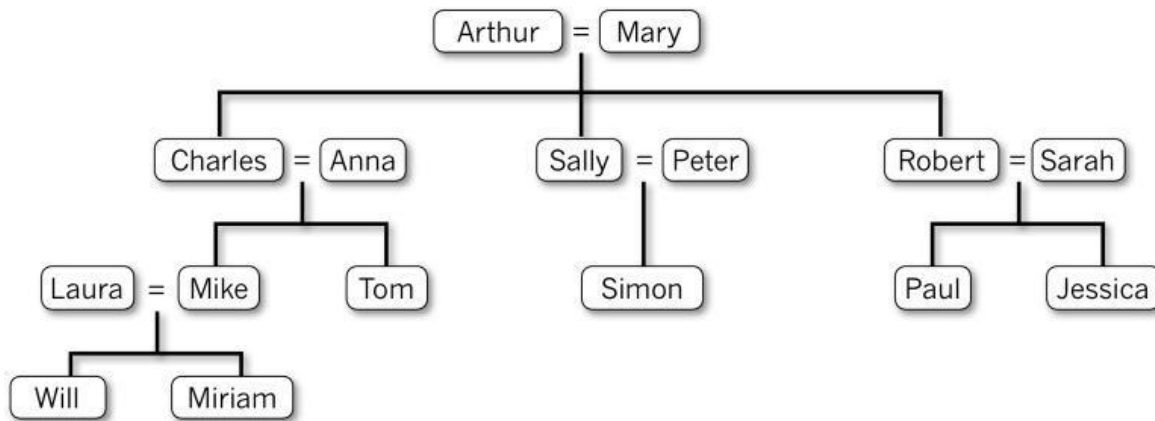 Arthur = Mary
Charles = Anna Sally = Peter Robert = Sarah
Laura = Mike Tom Simon Paul Jessica
Will Miriam